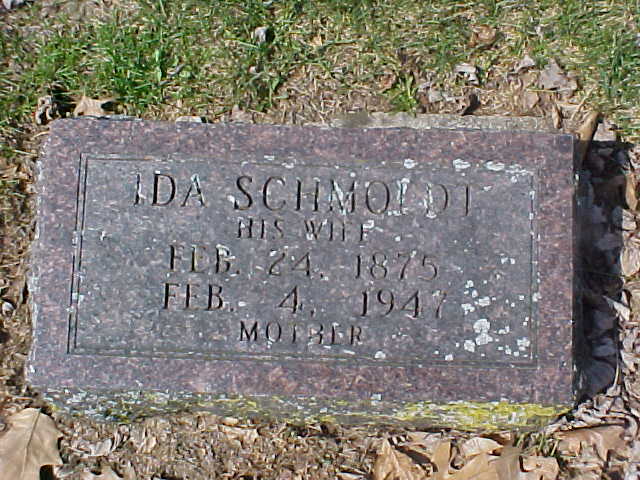 IDA SCHMOLDT
HIS WIFE
FEB. 24, 1875
FEB. 4, 1947
MOTHER